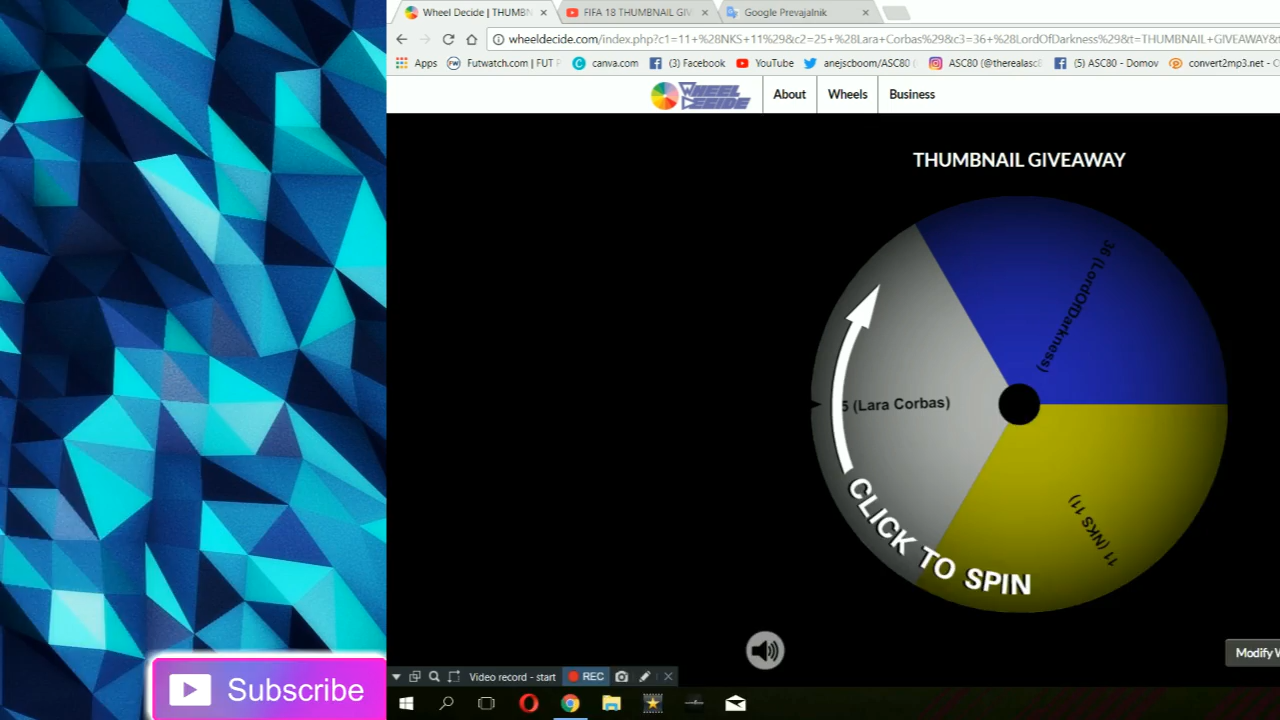 Wheel Decide | THUMBN
FIFA 18 THUMBNAIL GIV
Google Prevajalnik
wheeldecide.com/index.php?c1=11+%28NKS+11%29&c2=25+%28Lara+Corbas%29&c3=36+%28LordOfDarkness%29&t=THUMBNAIL+GIVEAWAY&t
Apps
Futwatch.com | FUT
canva.com
(3) Facebook
YouTube
anejscboom/ASC80
ASC80 (@therealasc8
(5) ASC80 - Domov
convert2mp3.net - C
WHEEL DECIDE
About
Wheels
Business
THUMBNAIL GIVEAWAY
36 (LordOfDarkness)
5 (Lara Corbas)
11 (NKS 11)
CLICK TO SPIN
Modify W
Video record - start
REC
Subscribe